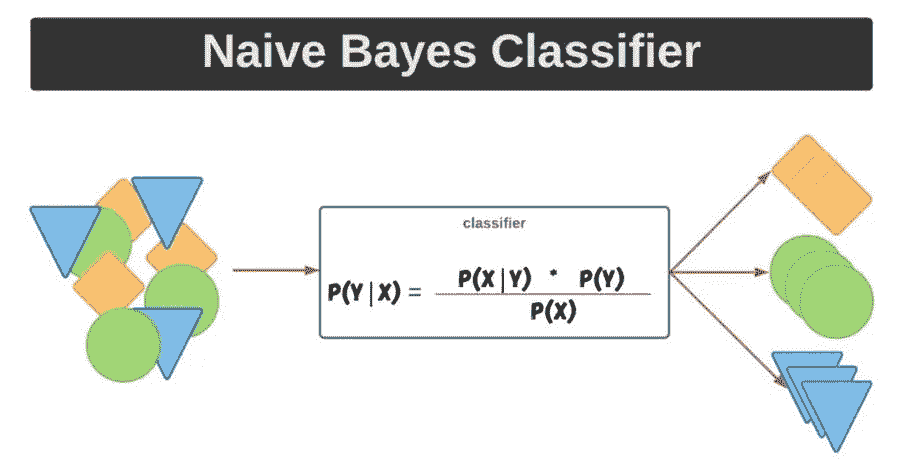 Naive Bayes Classifier
classifier
P(Y|X) = P(X|Y) * P(Y)
P(X)